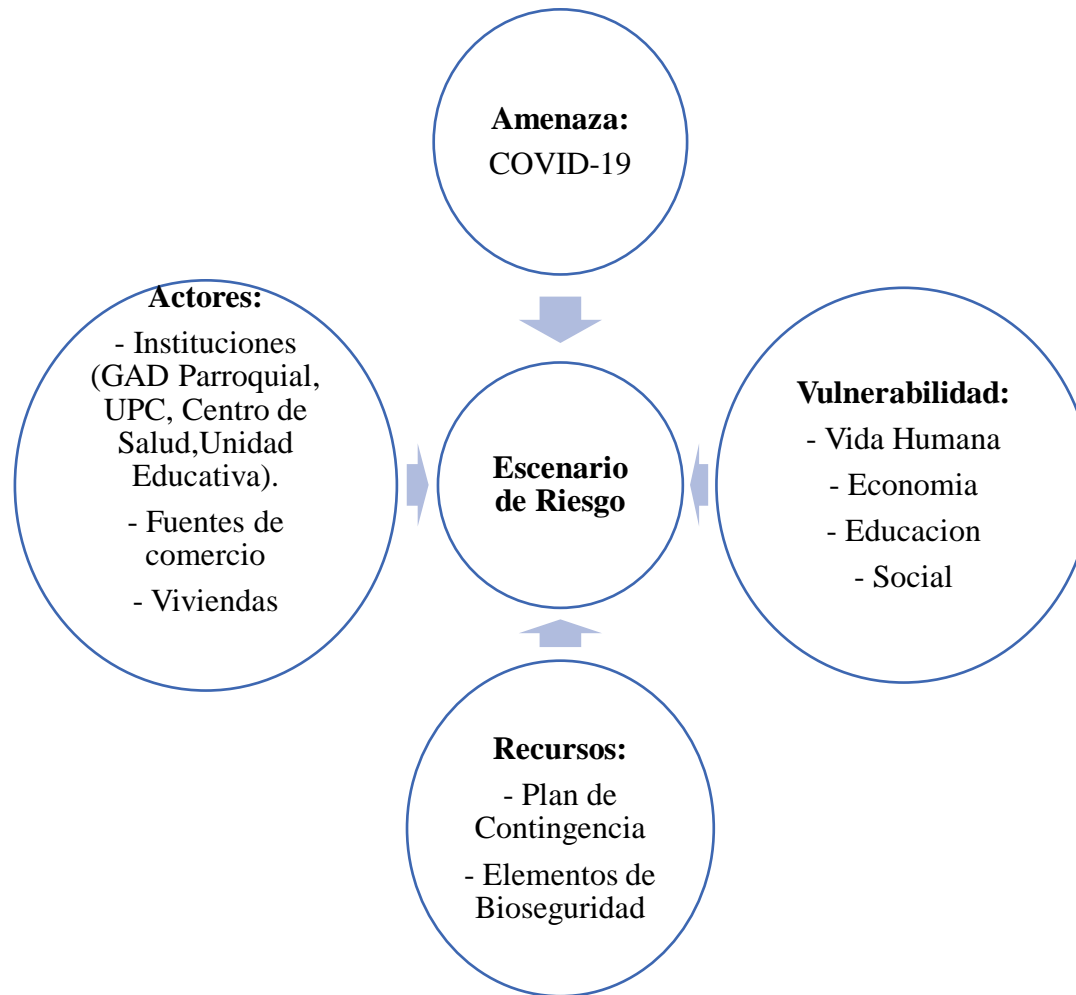 Amenaza:
COVID-19
Actores:
- Instituciones
(GAD Parroquial,
UPC, Centro de
Salud,Unidad
Educativa).
- Fuentes de
comercio
- Viviendas
Escenario
de Riesgo
Vulnerabilidad:
- Vida Humana
- Economia
- Educacion
- Social
Recursos:
- Plan de
Contingencia
- Elementos de
Bioseguridad